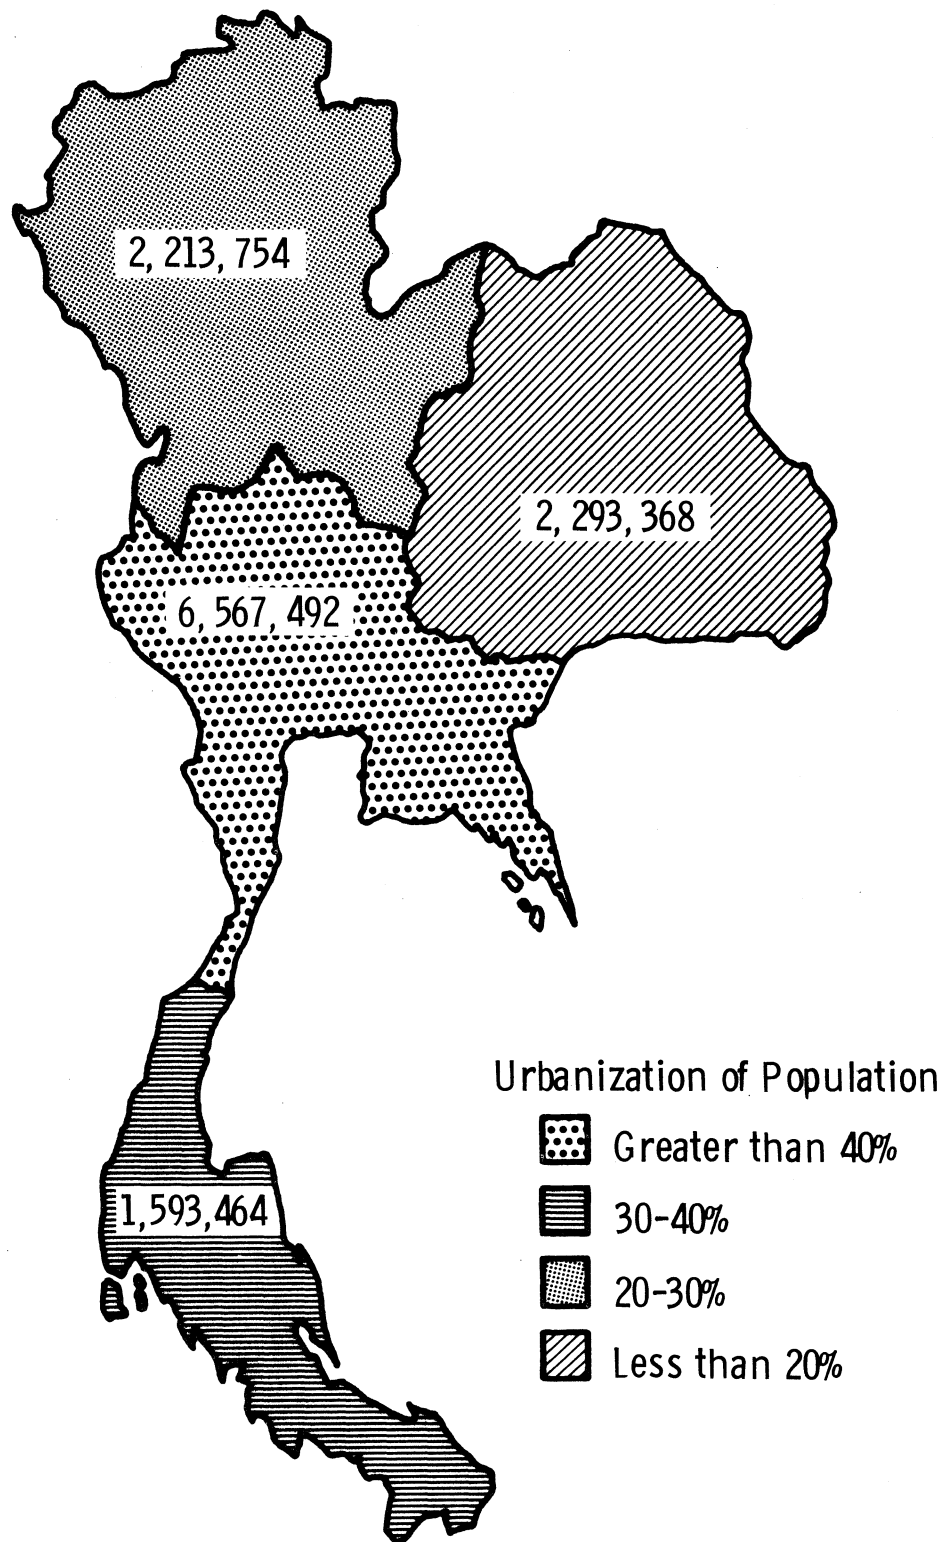 2, 213, 754
2, 293, 368
6, 567, 492
1,593,464
Urbanization of Population
Greater than 40%
30-40%
20-30%
Less than 20%